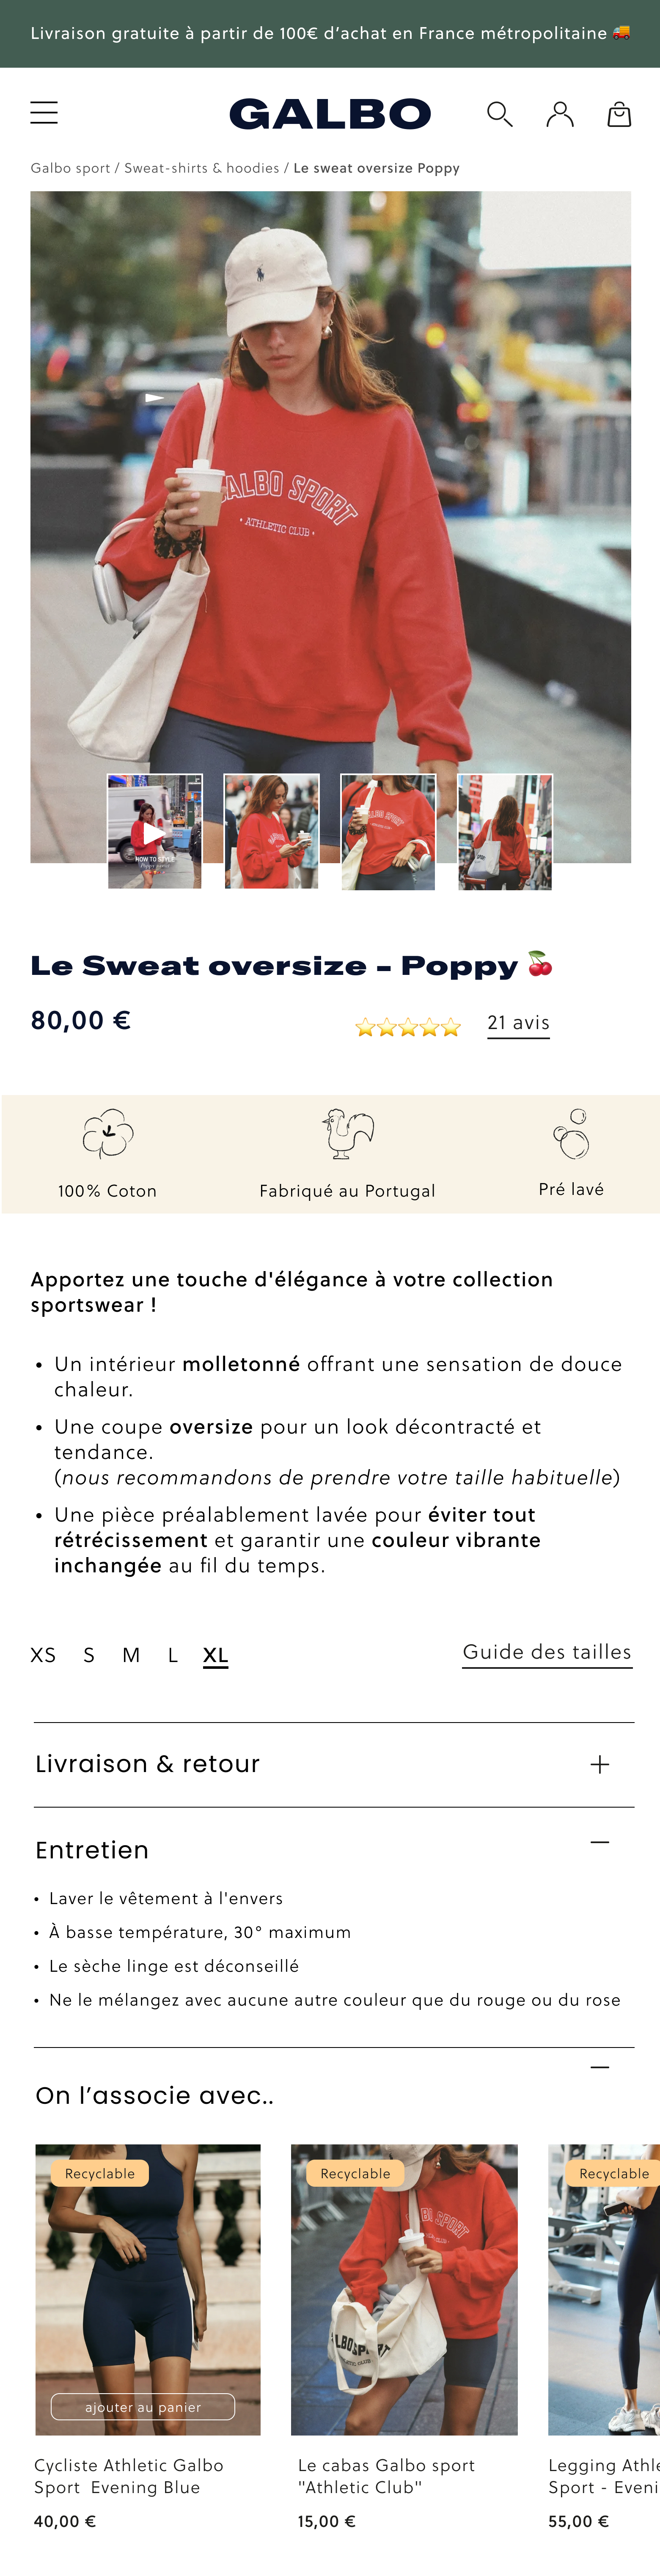 Livraison gratuite à partir de 100€ d'achat en France métropolitaine 🚚
GALBO
Galbo sport / Sweat-shirts & hoodies / Le sweat oversize Poppy
GALBO SPORT
• ATHLETIC CLUB •
HOW TO STYLE
Le Sweat oversize - Poppy 🍒
80,00 €
⭐⭐⭐⭐⭐ 21 avis
100% Coton
Fabriqué au Portugal
Pré lavé
Apportez une touche d'élégance à votre collection
sportswear !
• Un intérieur molletonné offrant une sensation de douce
chaleur.
• Une coupe oversize pour un look décontracté et
tendance.
(nous recommandons de prendre votre taille habituelle)
• Une pièce préalablement lavée pour éviter tout
rétrécissement et garantir une couleur vibrante
inchangée au fil du temps.
XS S M L XL
Guide des tailles
Livraison & retour
Entretien
• Laver le vêtement à l'envers
• À basse température, 30° maximum
• Le sèche linge est déconseillé
• Ne le mélangez avec aucune autre couleur que du rouge ou du rose
On l'associe avec..
Recyclable
Recyclable
Recyclable
ajouter au panier
Cycliste Athletic Galbo
Sport Evening Blue
40,00 €
Le cabas Galbo sport
"Athletic Club"
15,00 €
Legging Athle
Sport - Eveni
55,00 €